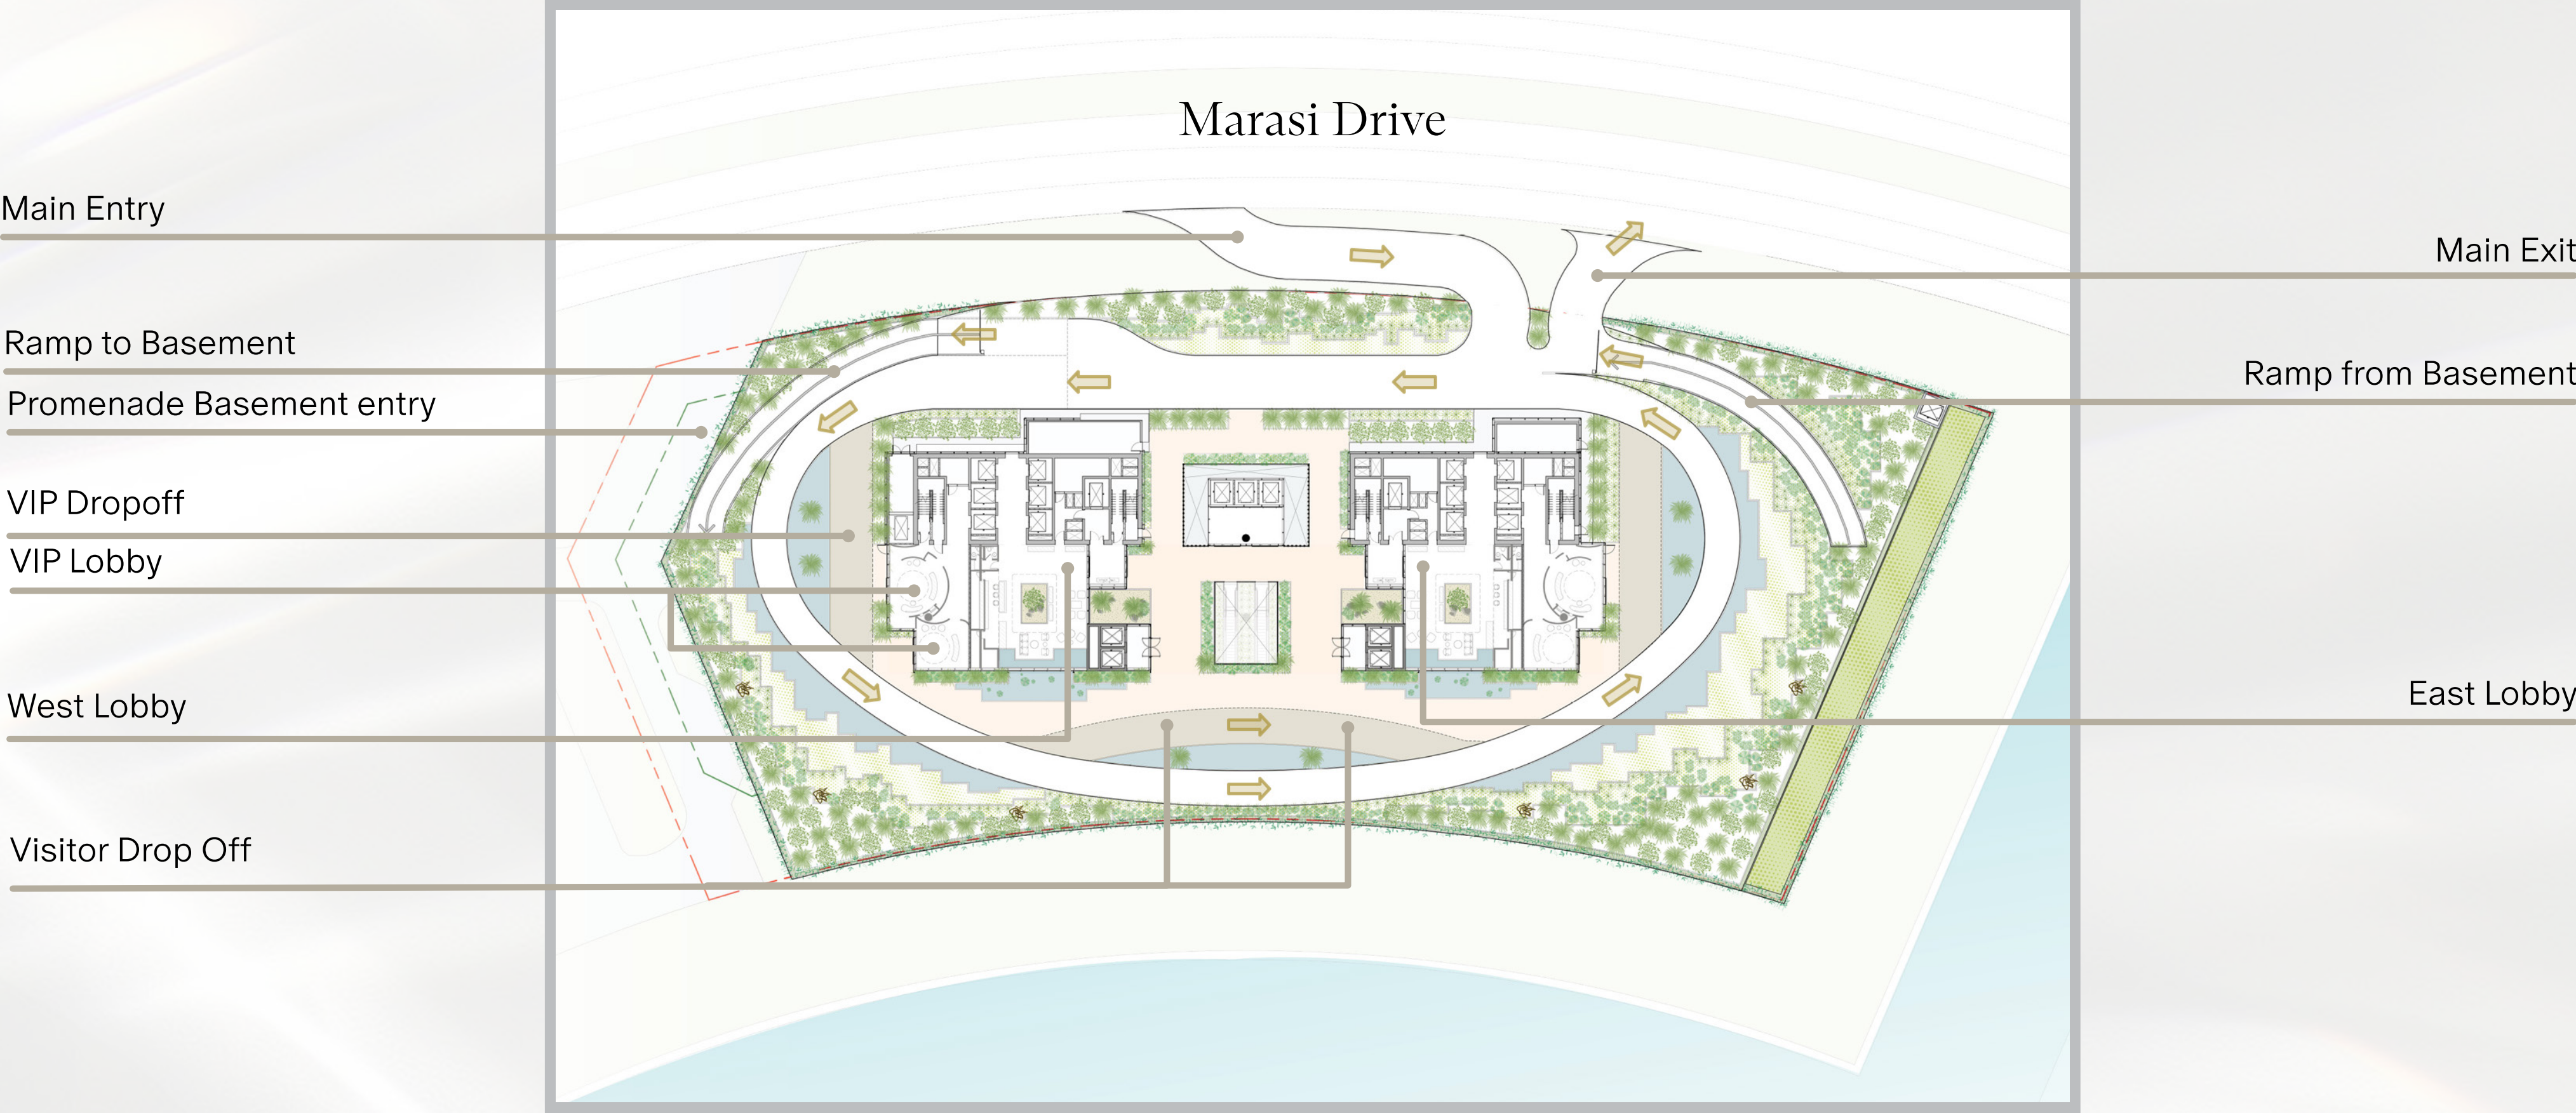 Marasi Drive
Main Entry
Main Exit
Ramp to Basement
Ramp from Basement
Promenade Basement entry
VIP Dropoff
VIP Lobby
West Lobby
East Lobby
Visitor Drop Off